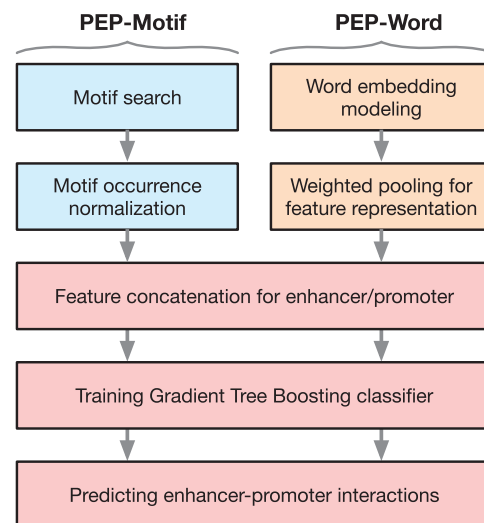 PEP-Motif
PEP-Word
Motif search
Word embedding
modeling
Motif occurrence
normalization
Weighted pooling for
feature representation
Feature concatenation for enhancer/promoter
Training Gradient Tree Boosting classifier
Predicting enhancer-promoter interactions